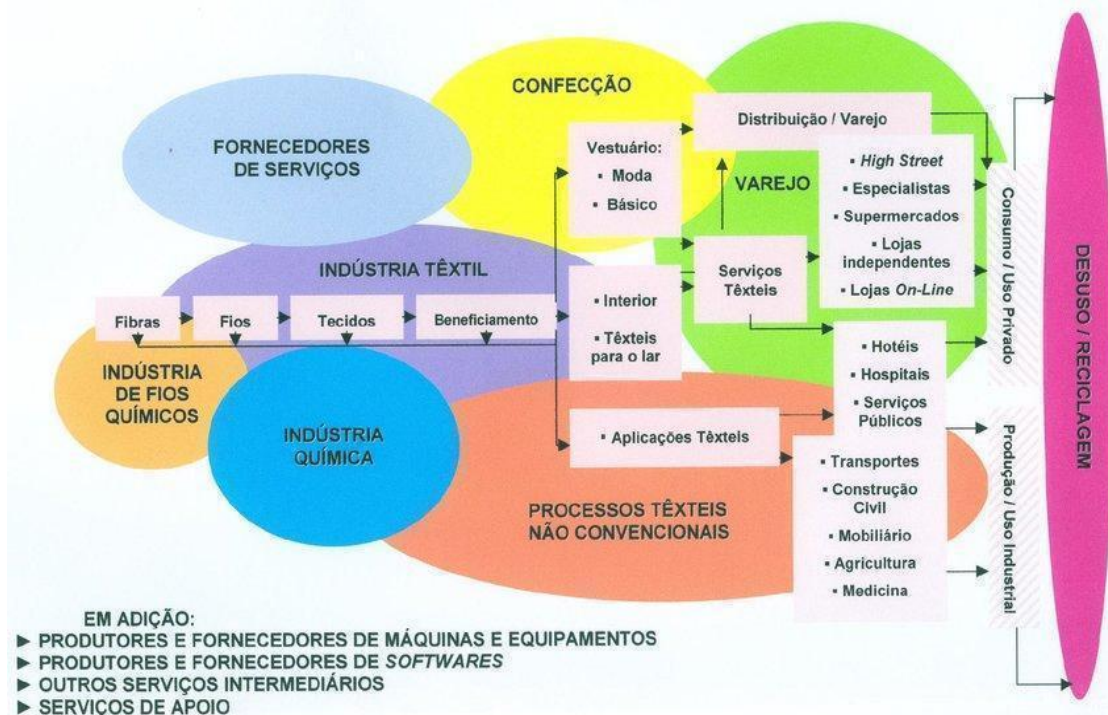 CONFECÇÃO
FORNECEDORES
DE SERVIÇOS
Distribuição / Varejo
Vestuário:
▪ Moda
▪ Básico
VAREJO
▪ High Street
▪ Especialistas
▪ Supermercados
▪ Lojas
independentes
▪ Lojas On-Line
INDÚSTRIA TÊXTIL
Serviços
Têxteis
▪ Interior
▪ Têxteis
para o lar
Fibras
Fios
Tecidos
Beneficiamento
INDÚSTRIA
DE FIOS
QUÍMICOS
INDÚSTRIA
QUÍMICA
▪ Hotéis
▪ Hospitais
▪ Serviços
Públicos
▪ Aplicações Têxteis
▪ Transportes
▪ Construção
Civil
▪ Mobiliário
▪ Agricultura
▪ Medicina
PROCESSOS TÊXTEIS
NÃO CONVENCIONAIS
Consumo / Uso Privado
Produção / Uso Industrial
DESUSO / RECICLAGEM
EM ADIÇÃO:
► PRODUTORES E FORNECEDORES DE MÁQUINAS E EQUIPAMENTOS
► PRODUTORES E FORNECEDORES DE SOFTWARES
► OUTROS SERVIÇOS INTERMEDIÁRIOS
► SERVIÇOS DE APOIO